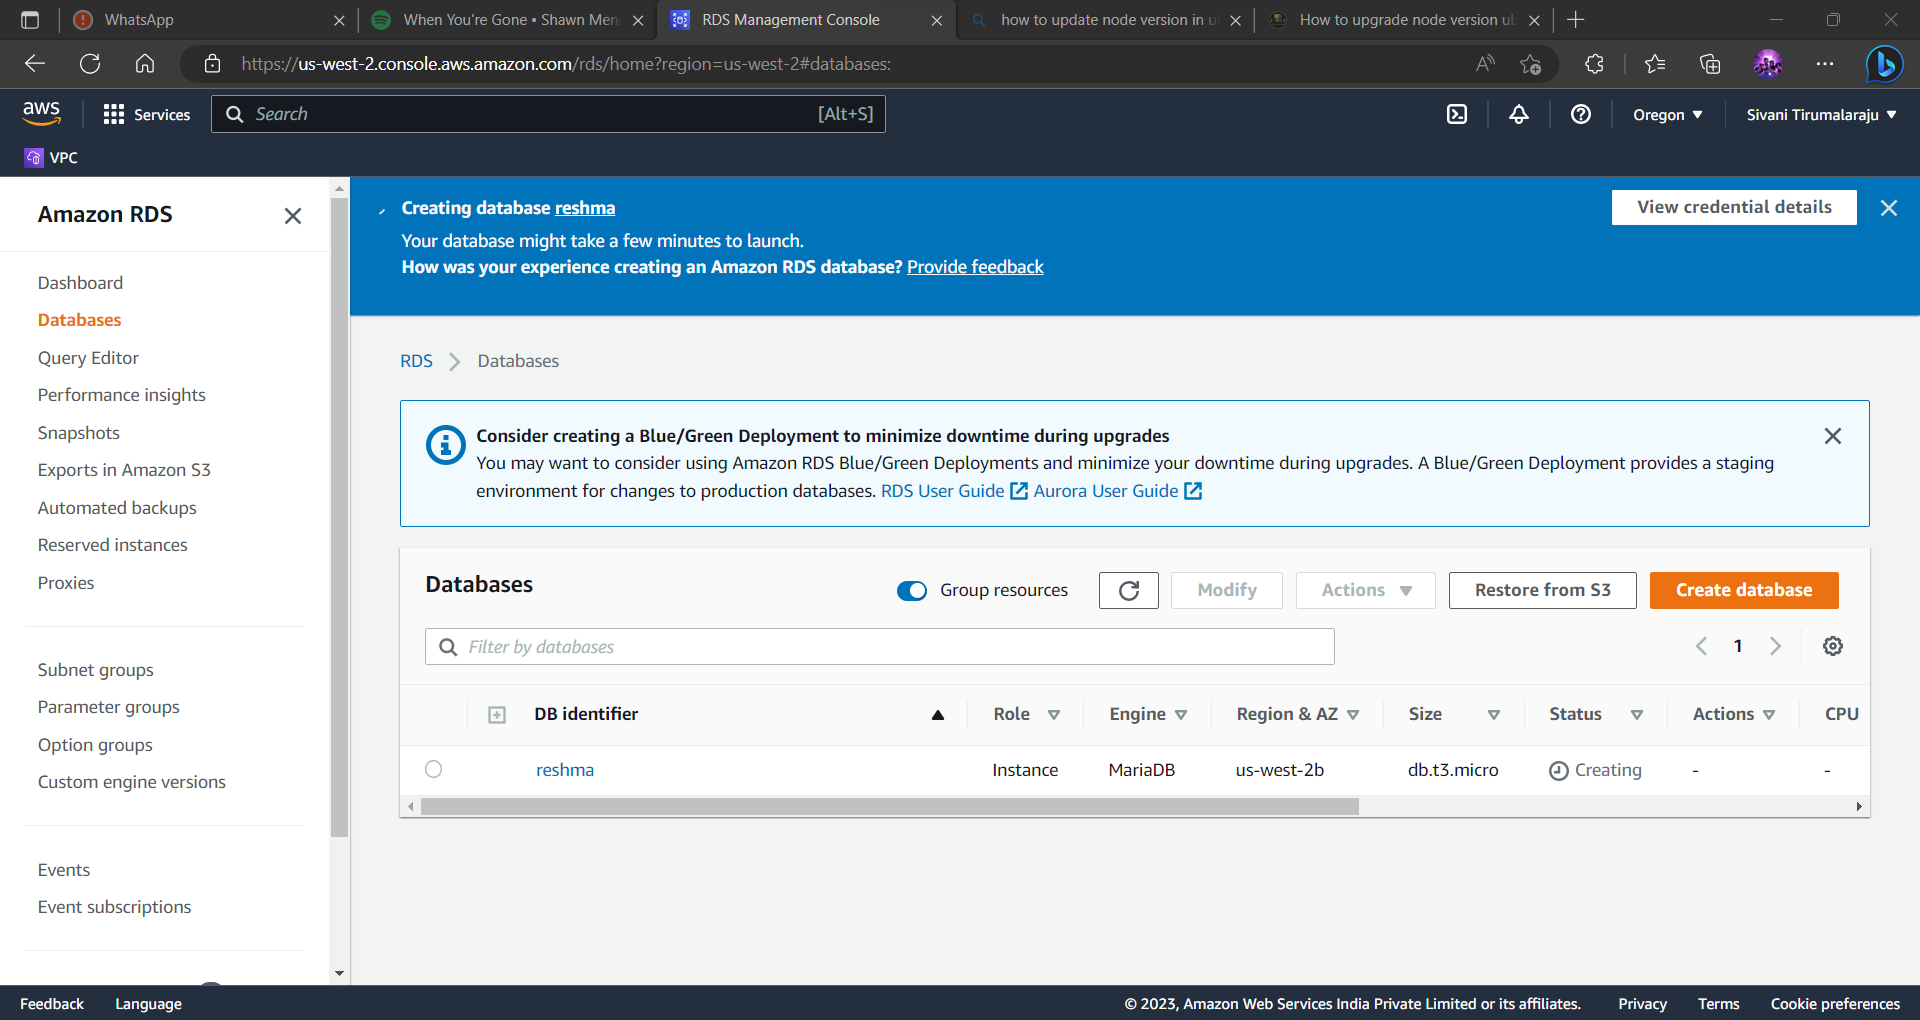 WhatsApp
When You're Gone • Shawn Men
RDS Management Console
how to update node version in u
How to upgrade node version ub
https://us-west-2.console.aws.amazon.com/rds/home?region=us-west-2#databases:
aws
Services
Search
[Alt+S]
Oregon
Sivani Tirumalaraju
VPC
Amazon RDS
Dashboard
Databases
Query Editor
Performance insights
Snapshots
Exports in Amazon S3
Automated backups
Reserved instances
Proxies
Subnet groups
Parameter groups
Option groups
Custom engine versions
Events
Event subscriptions
Creating database reshma
Your database might take a few minutes to launch.
How was your experience creating an Amazon RDS database? Provide feedback
View credential details
RDS
Databases
Consider creating a Blue/Green Deployment to minimize downtime during upgrades
You may want to consider using Amazon RDS Blue/Green Deployments and minimize your downtime during upgrades. A Blue/Green Deployment provides a staging
environment for changes to production databases. RDS User Guide Aurora User Guide
Databases
Group resources
Modify
Actions
Restore from S3
Create database
Filter by databases
1
DB identifier Role Engine Region & AZ Size Status Actions CPU
reshma Instance MariaDB us-west-2b db.t3.micro Creating - -
Feedback
Language
© 2023, Amazon Web Services India Private Limited or its affiliates.
Privacy
Terms
Cookie preferences